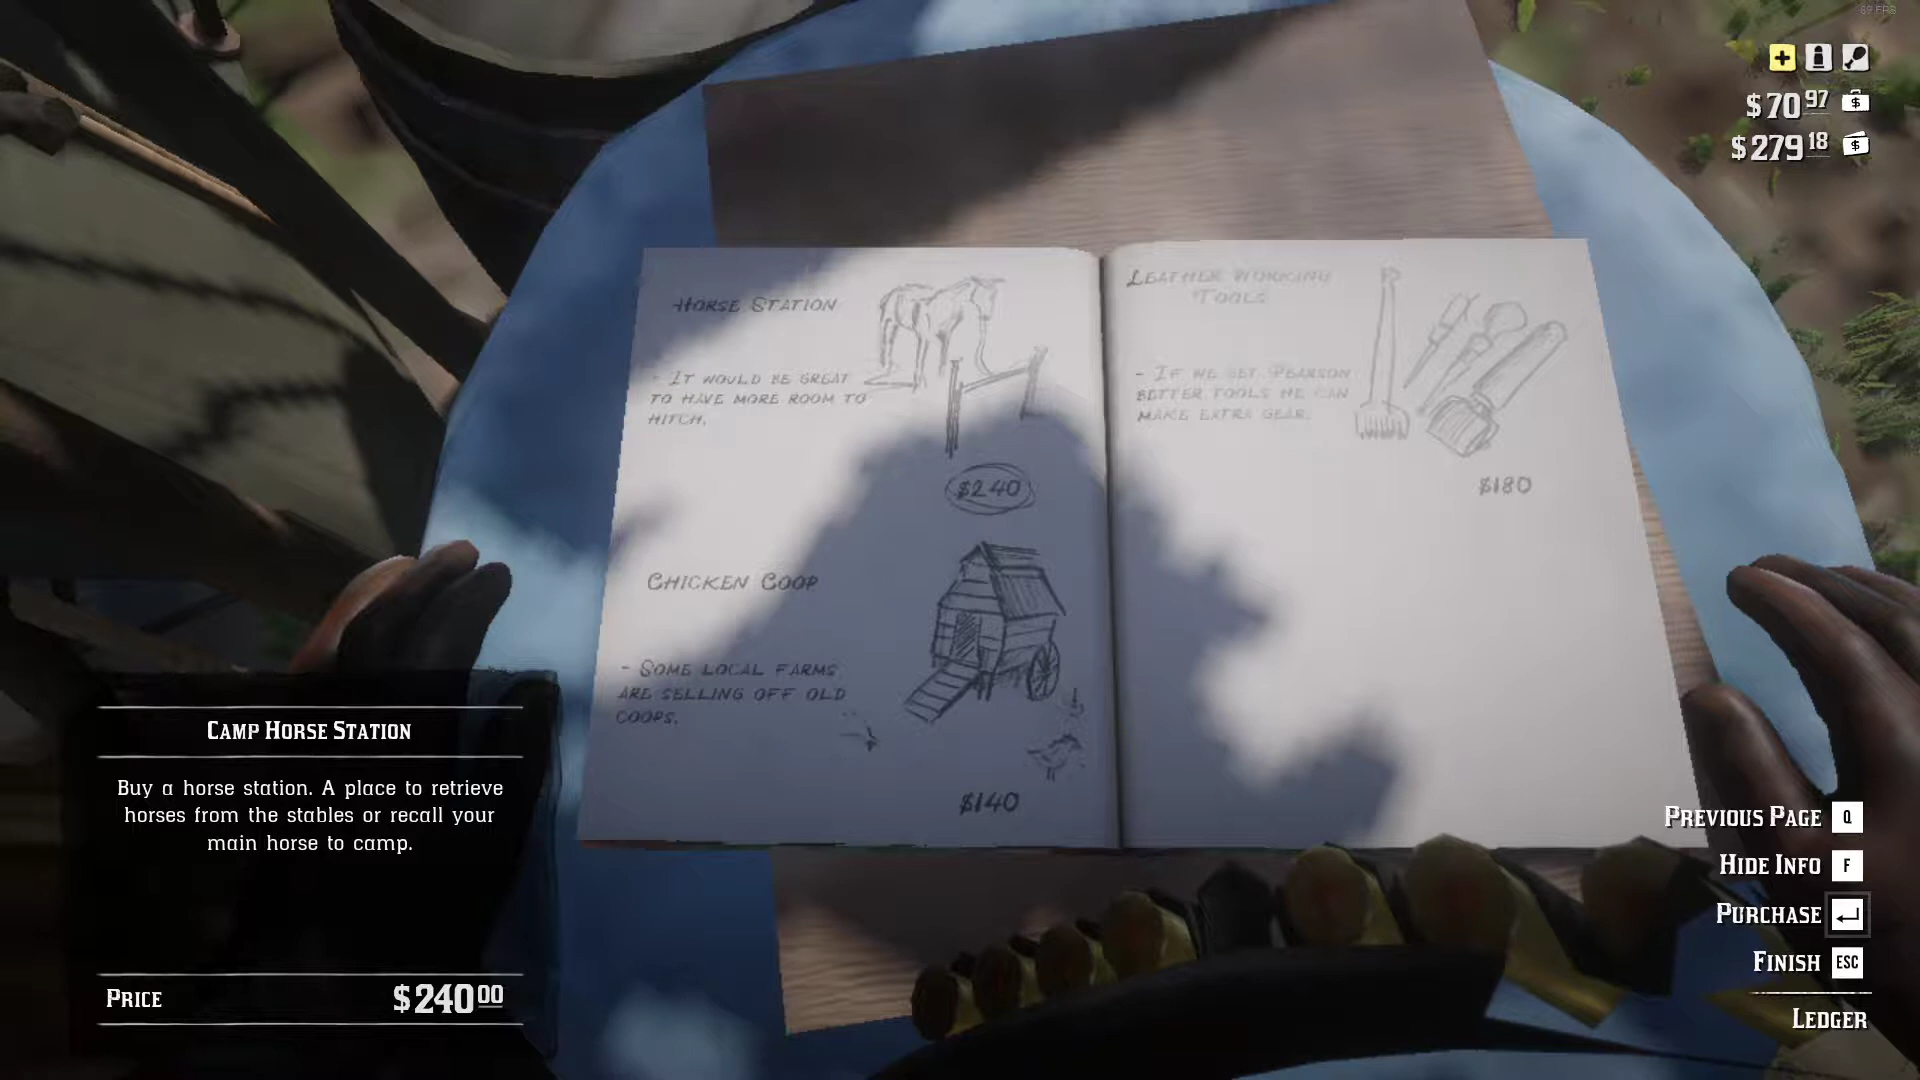 69 FPS
$70 97
$279 18
HORSE STATION
- IT WOULD BE GREAT
TO HAVE MORE ROOM TO
HITCH.
$240
CHICKEN COOP
- SOME LOCAL FARMS
ARE SELLING OFF OLD
COOPS.
$140
LEATHER WORKING
TOOLS
- IF WE GET PEARSON
BETTER TOOLS HE CAN
MAKE EXTRA GEAR.
$180
CAMP HORSE STATION
Buy a horse station. A place to retrieve
horses from the stables or recall your
main horse to camp.
PRICE $240 00
PREVIOUS PAGE Q
HIDE INFO F
PURCHASE
FINISH ESC
LEDGER